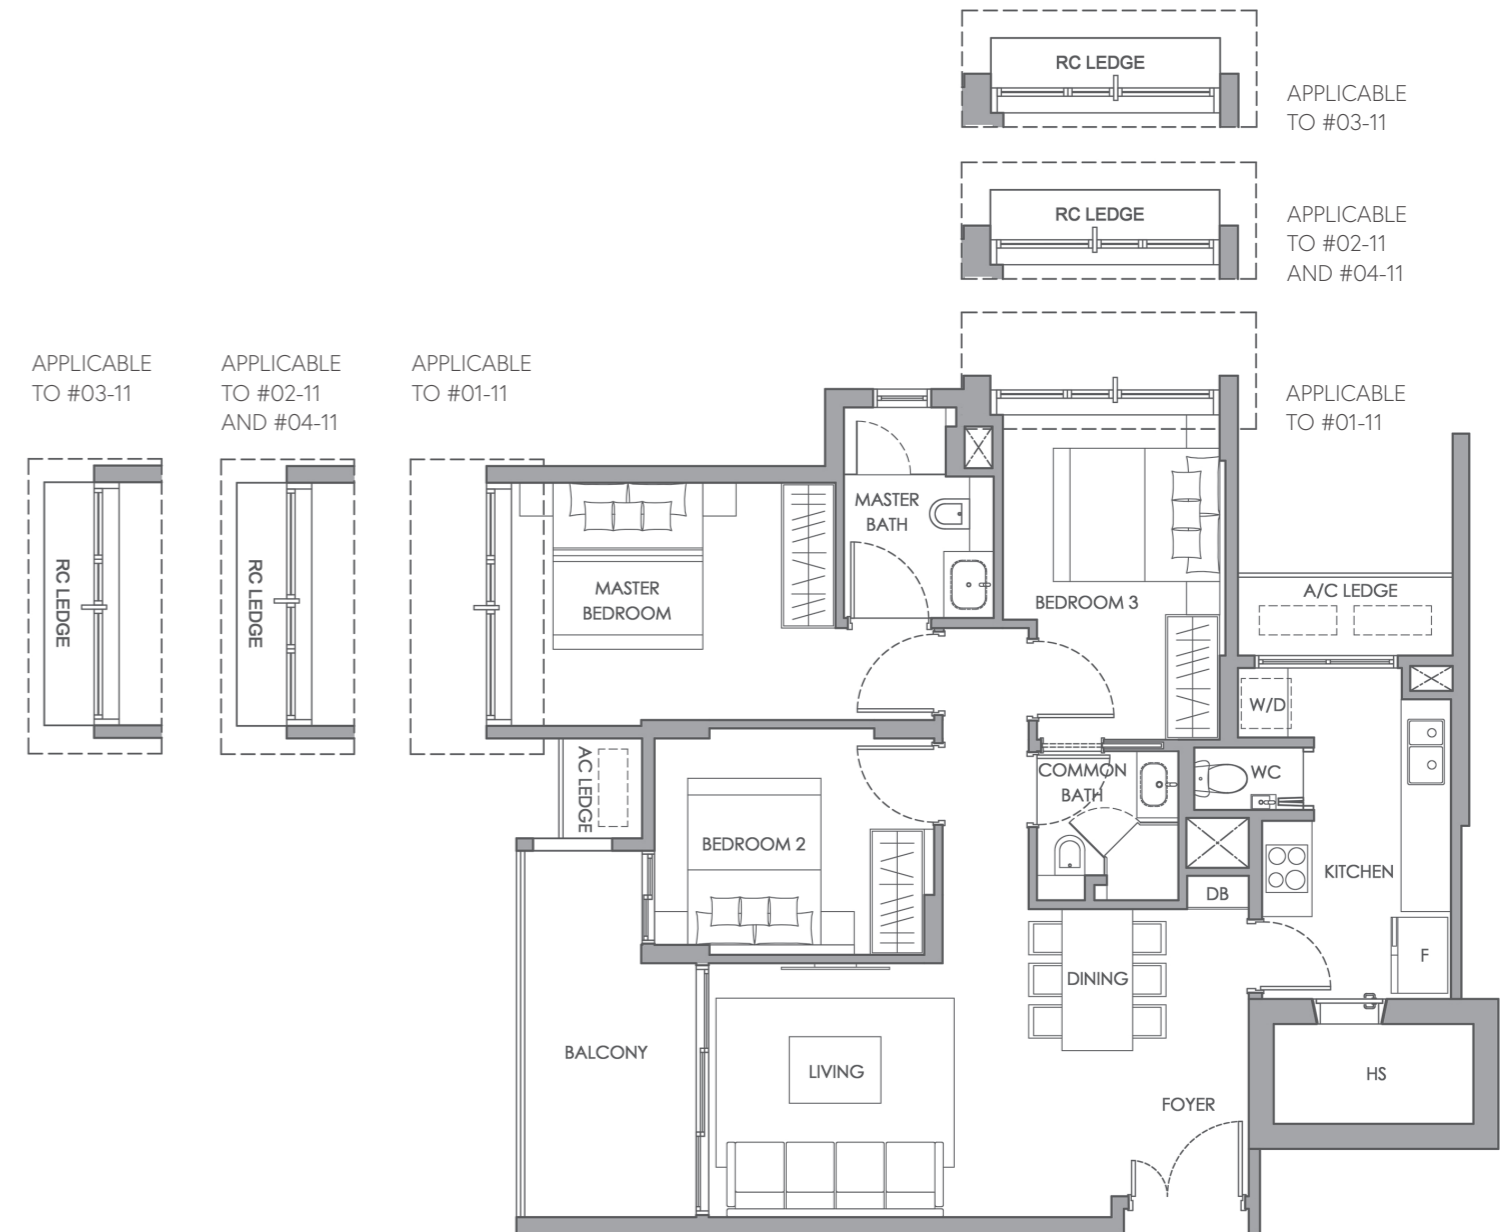 RC LEDGE
APPLICABLE
TO #03-11
RC LEDGE
APPLICABLE
TO #02-11
AND #04-11
APPLICABLE
TO #03-11
APPLICABLE
TO #02-11
AND #04-11
APPLICABLE
TO #01-11
APPLICABLE
TO #01-11
RC LEDGE
RC LEDGE
MASTER
BEDROOM
MASTER
BATH
BEDROOM 3
A/C LEDGE
W/D
AC LEDGE
COMMON
BATH
WC
BEDROOM 2
KITCHEN
DB
F
DINING
BALCONY
LIVING
HS
FOYER